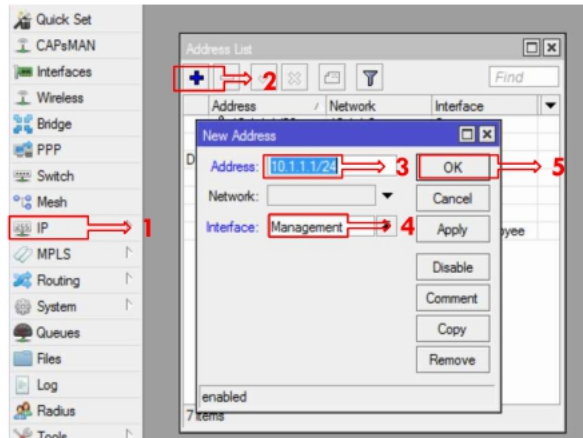 Quick Set
CAPsMAN
Interfaces
Wireless
Bridge
PPP
Switch
Mesh
IP
1
MPLS
Routing
System
Queues
Files
Log
Radius
Tools
Address List
2
Find
Address
Network
Interface
D
New Address
Address: 10.1.1.1/24
3
OK
5
Network:
Cancel
Interface: Management
4
Apply
Disable
Comment
Copy
Remove
enabled
7 items